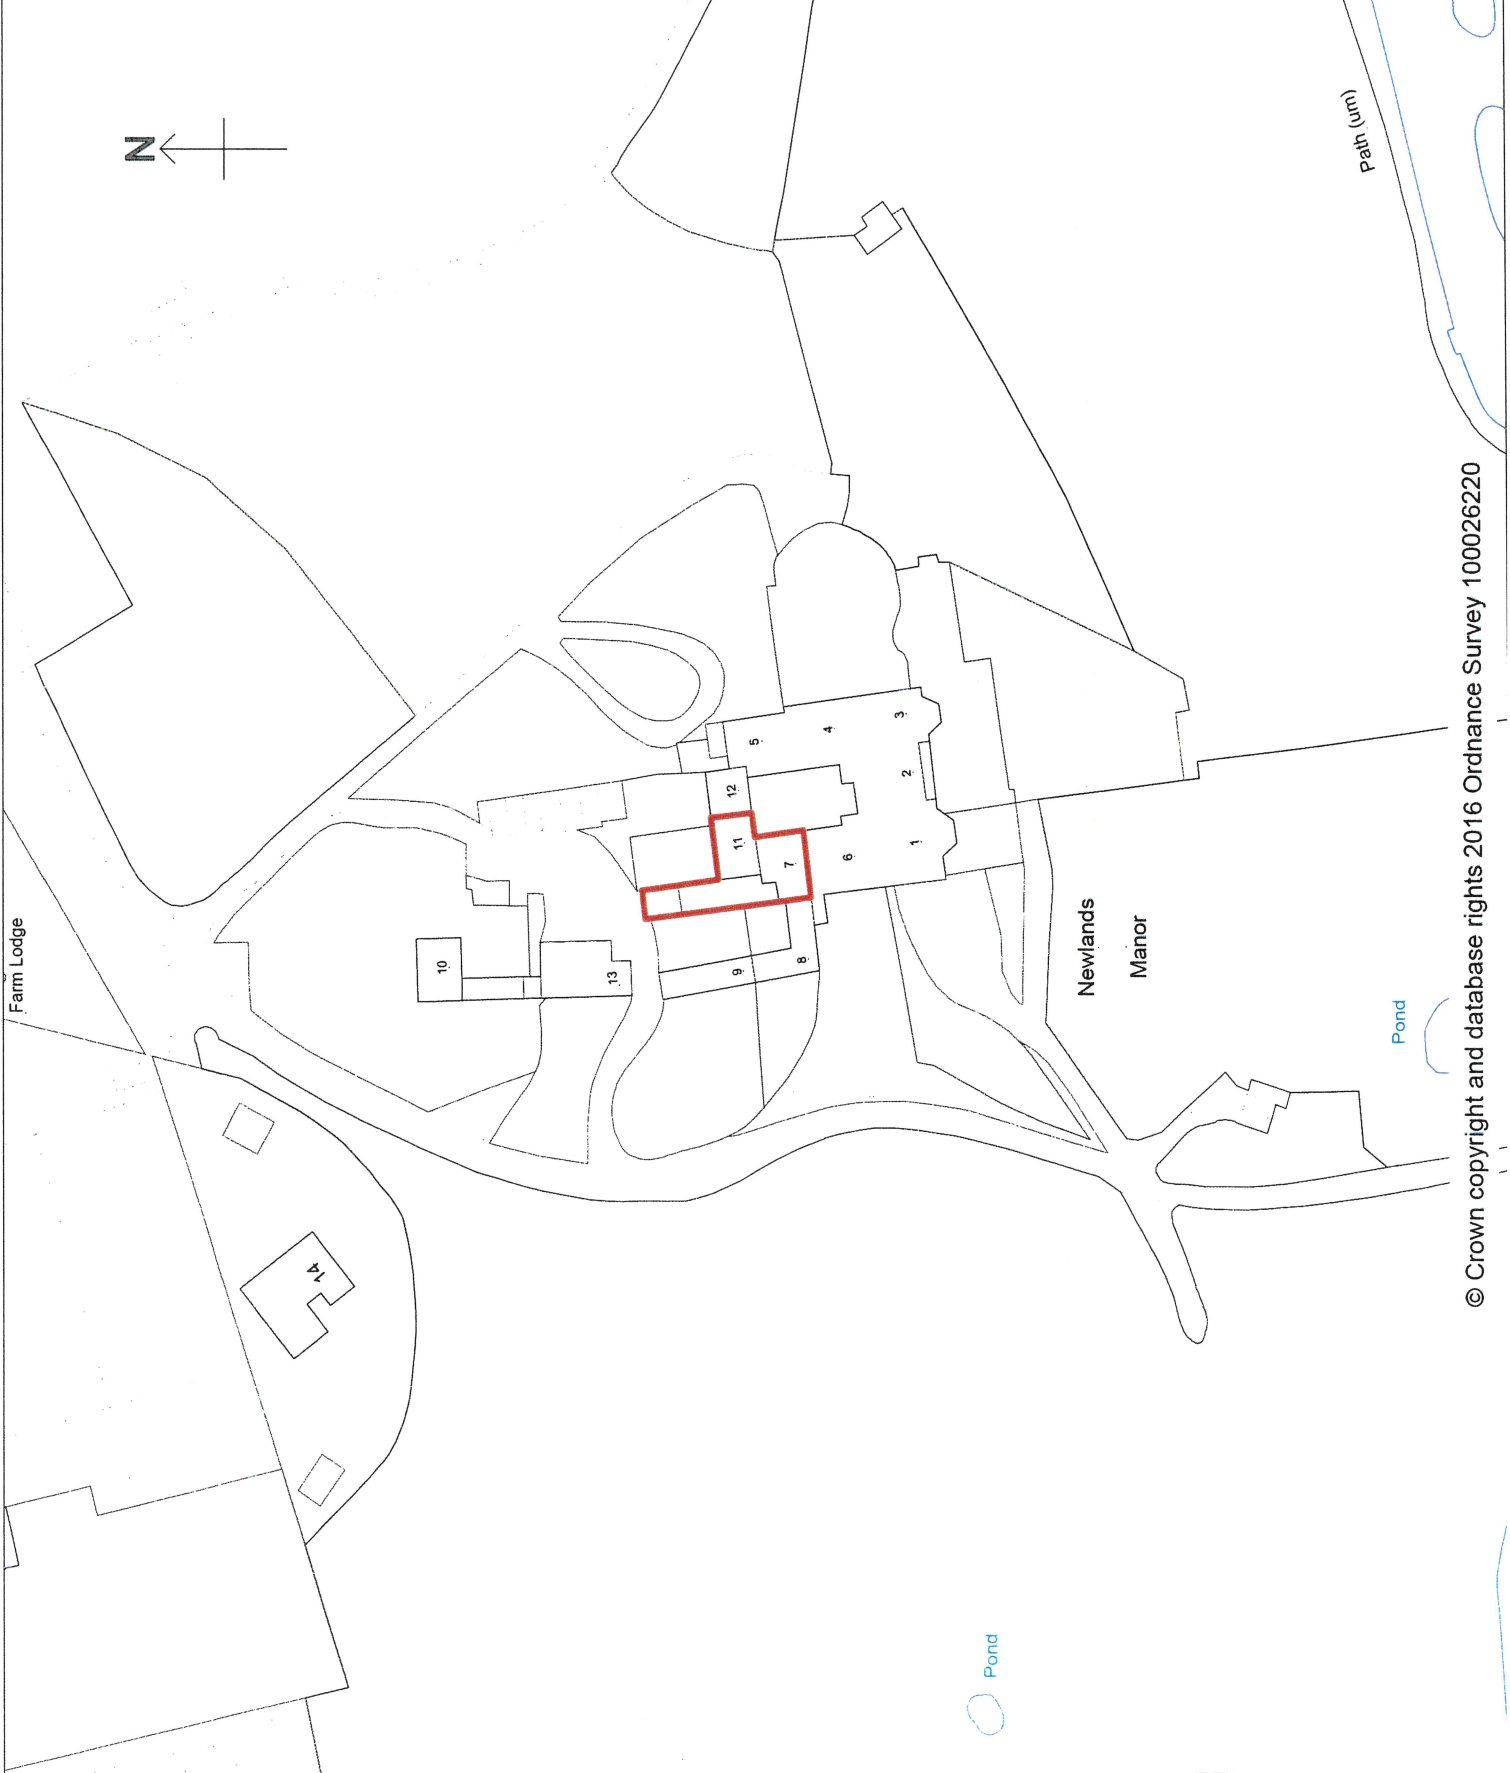 N
Path (um)
Farm Lodge
10
13
14
5
4
3
12
2
11
7
6
1
9
8
Newlands
Manor
Pond
Pond
© Crown copyright and database rights 2016 Ordnance Survey 100026220